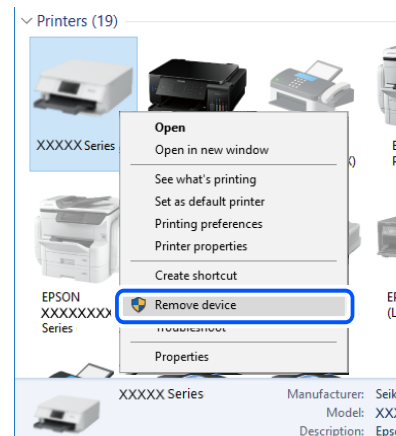 Printers (19)
XXXXX Series
Open
Open in new window
See what's printing
Set as default printer
Printing preferences
Printer properties
Create shortcut
Remove device
Troubleshoot
Properties
EPSON
XXXXXXXX
Series
XXXXX Series
Manufacturer:
Model:
Description: